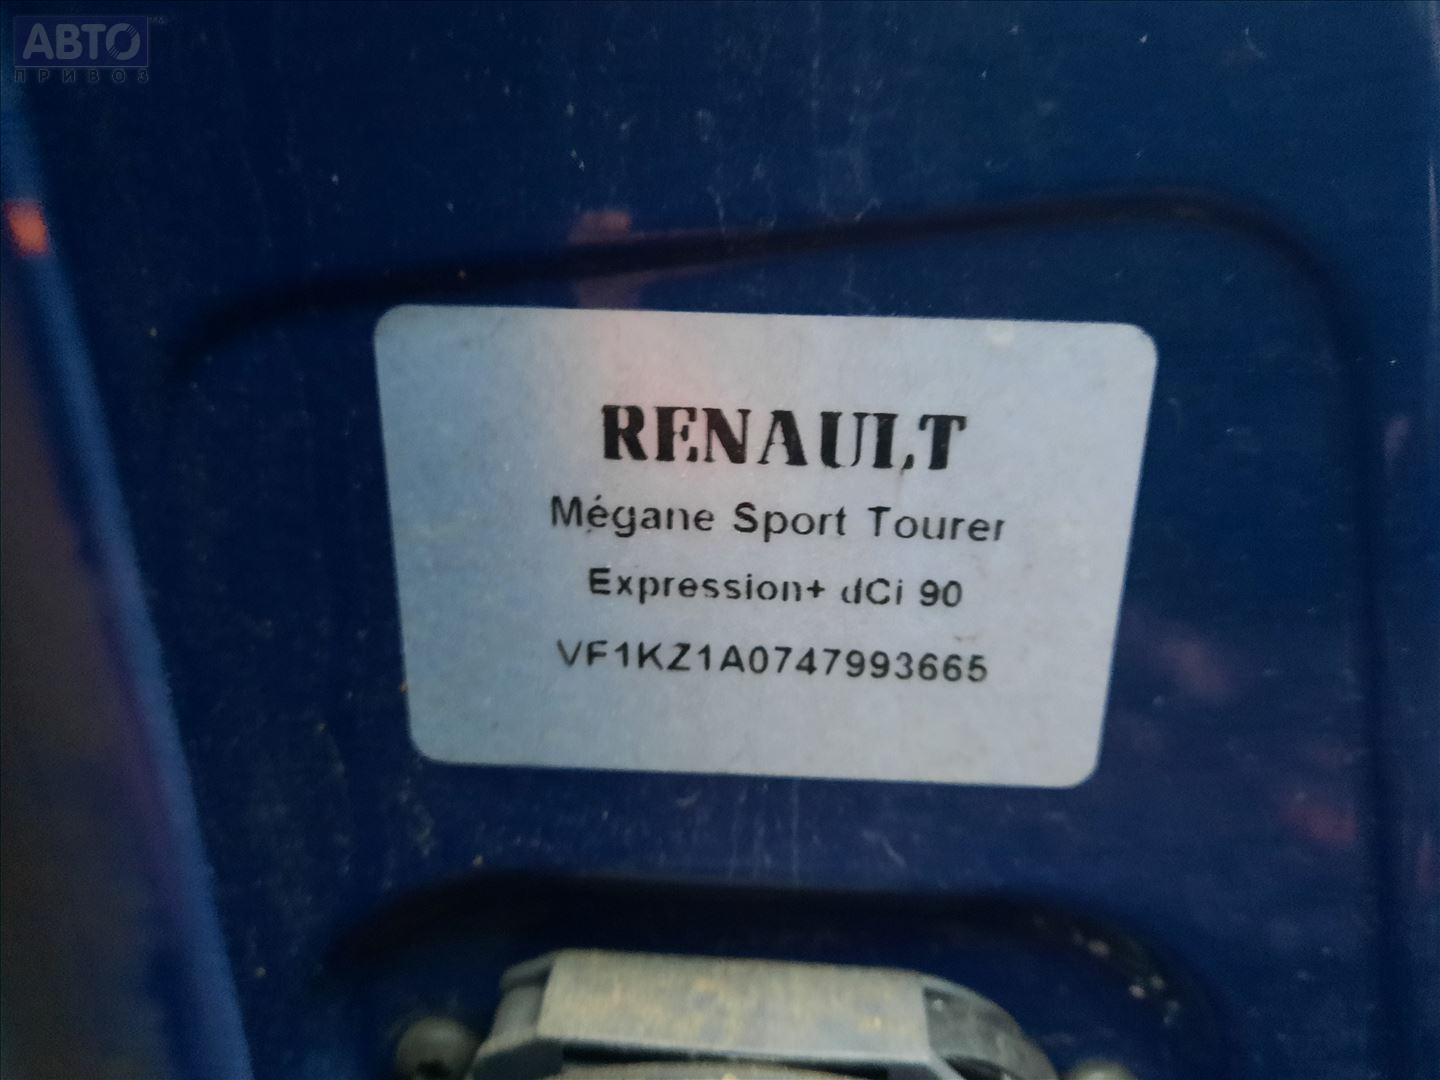 АВТО
ПРИВОЗ
RENAULT
Mégane Sport Tourer
Expression+ dCi 90
VF1KZ1A0747993665